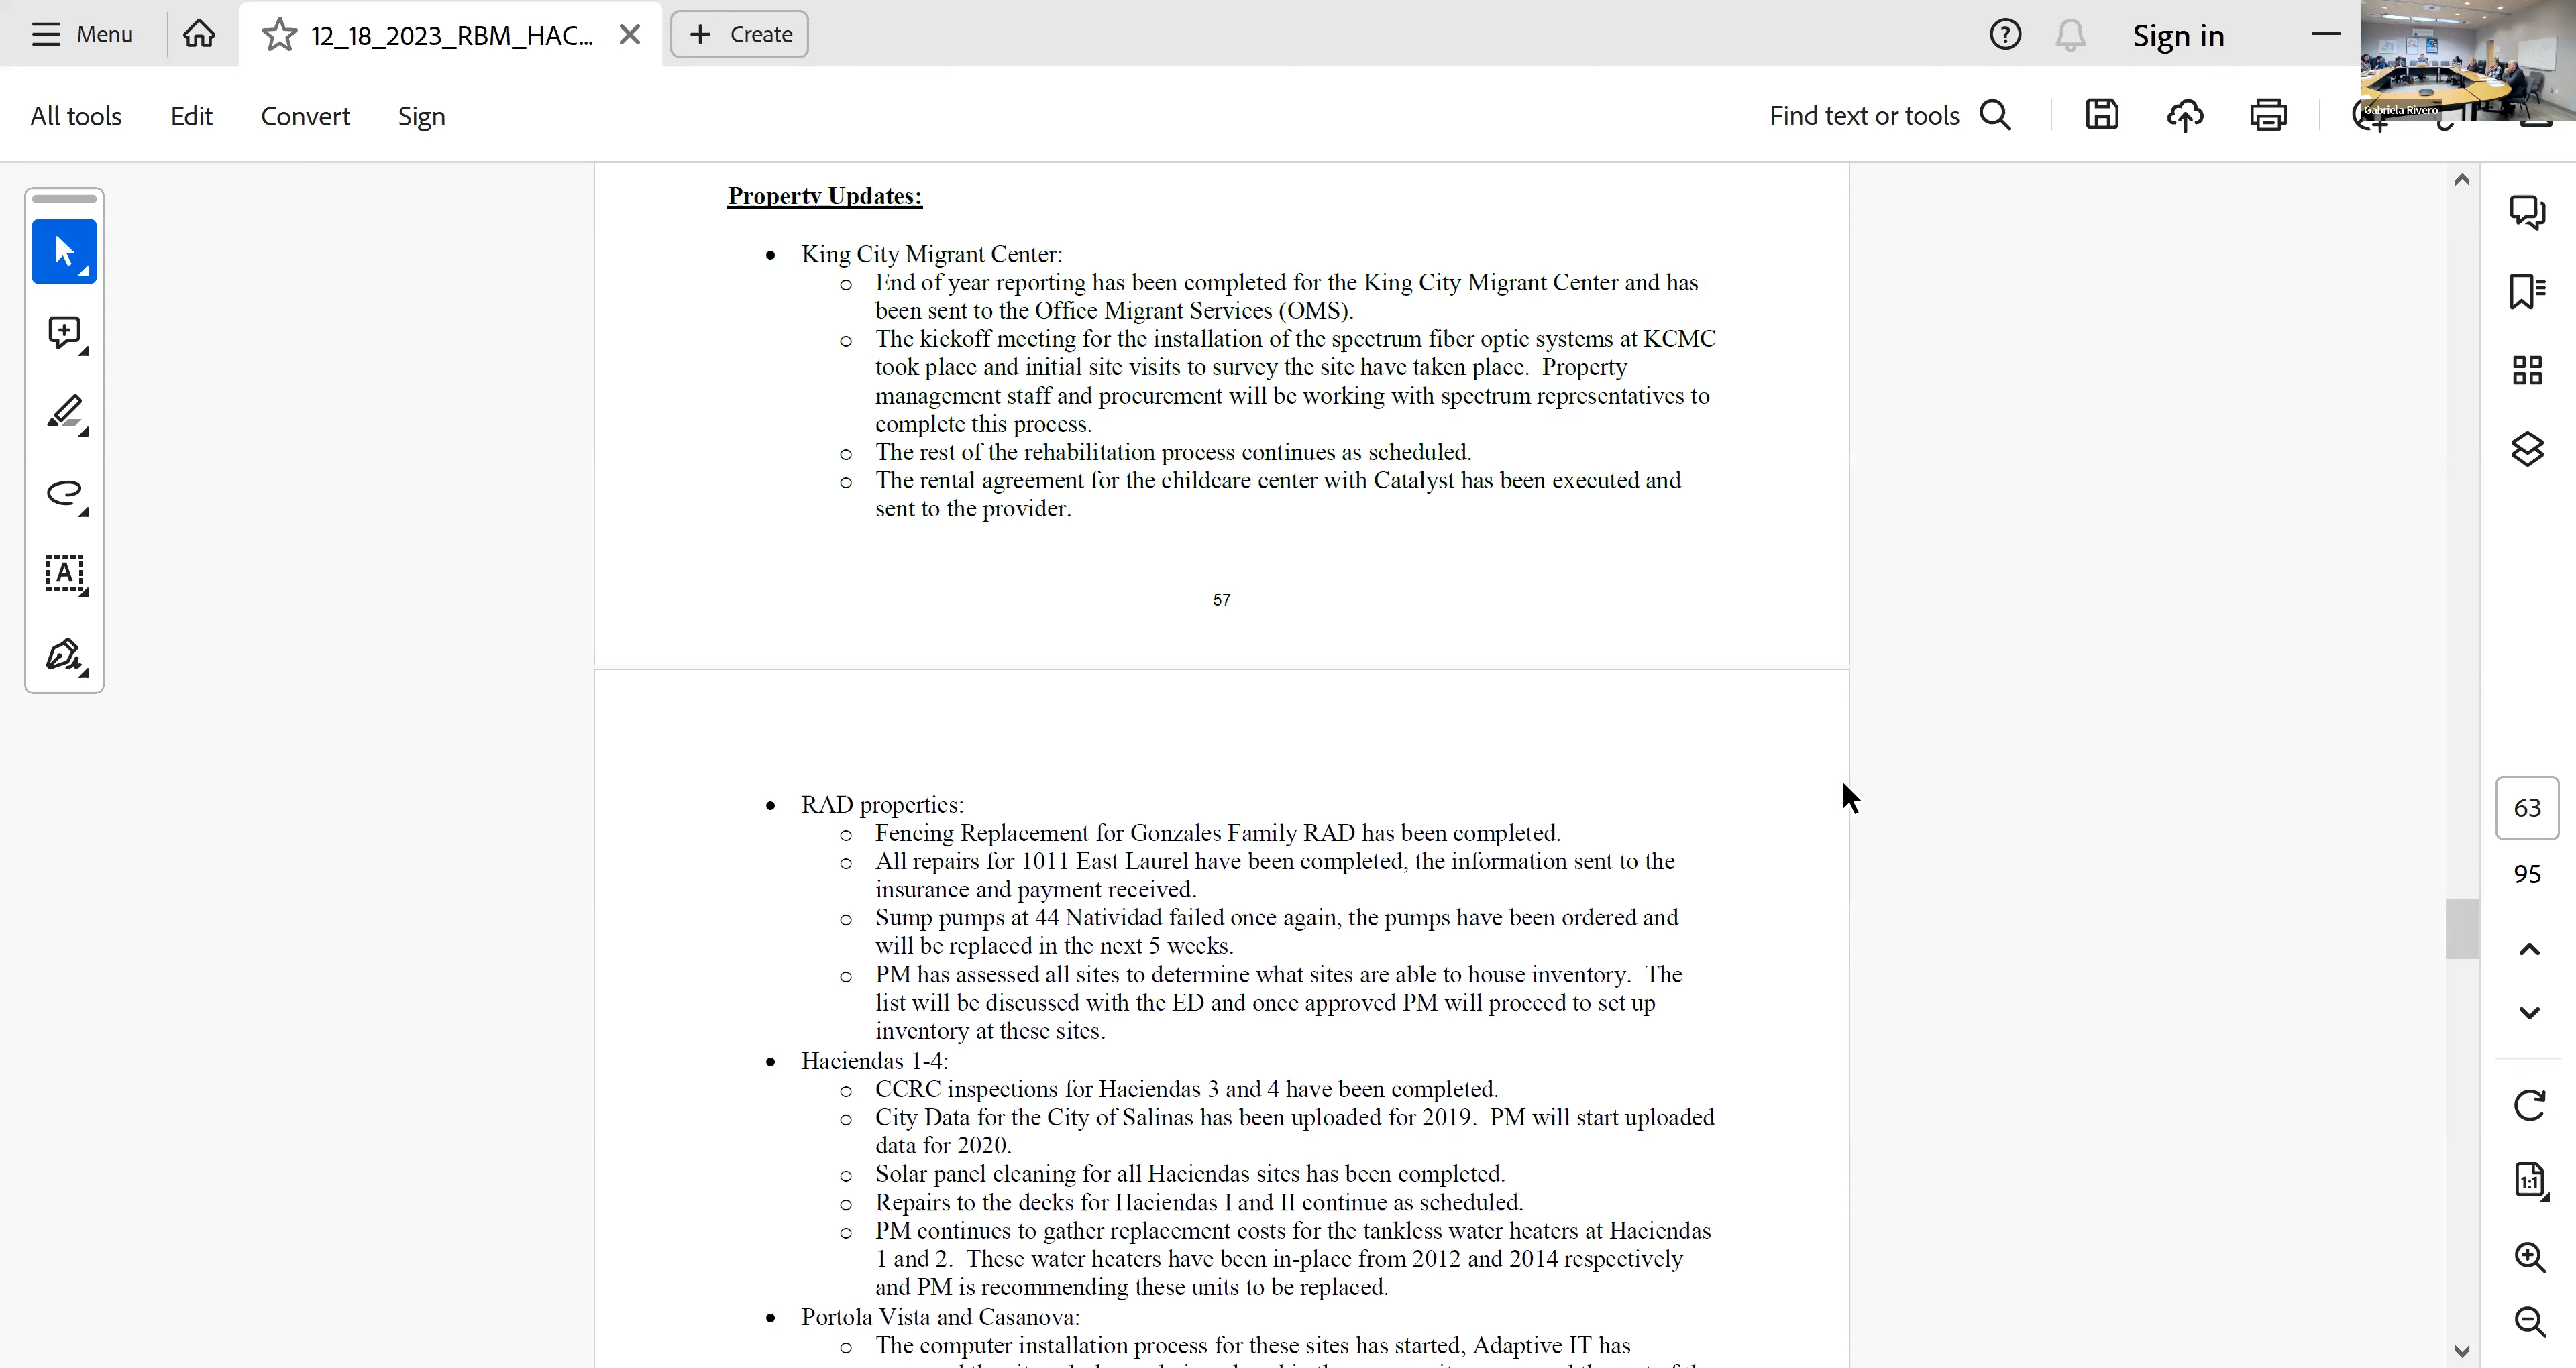 Menu
12_18_2023_RBM_HAC...
Create
Sign in
Gabriela Rivero
All tools
Edit
Convert
Sign
Find text or tools
Property Updates:
• King City Migrant Center:
o End of year reporting has been completed for the King City Migrant Center and has
been sent to the Office Migrant Services (OMS).
o The kickoff meeting for the installation of the spectrum fiber optic systems at KCMC
took place and initial site visits to survey the site have taken place. Property
management staff and procurement will be working with spectrum representatives to
complete this process.
o The rest of the rehabilitation process continues as scheduled.
o The rental agreement for the childcare center with Catalyst has been executed and
sent to the provider.
57
• RAD properties:
o Fencing Replacement for Gonzales Family RAD has been completed.
o All repairs for 1011 East Laurel have been completed, the information sent to the
insurance and payment received.
o Sump pumps at 44 Natividad failed once again, the pumps have been ordered and
will be replaced in the next 5 weeks.
o PM has assessed all sites to determine what sites are able to house inventory. The
list will be discussed with the ED and once approved PM will proceed to set up
inventory at these sites.
• Haciendas 1-4:
o CCRC inspections for Haciendas 3 and 4 have been completed.
o City Data for the City of Salinas has been uploaded for 2019. PM will start uploaded
data for 2020.
o Solar panel cleaning for all Haciendas sites has been completed.
o Repairs to the decks for Haciendas I and II continue as scheduled.
o PM continues to gather replacement costs for the tankless water heaters at Haciendas
1 and 2. These water heaters have been in-place from 2012 and 2014 respectively
and PM is recommending these units to be replaced.
• Portola Vista and Casanova:
o The computer installation process for these sites has started, Adaptive IT has
63
95
1:1